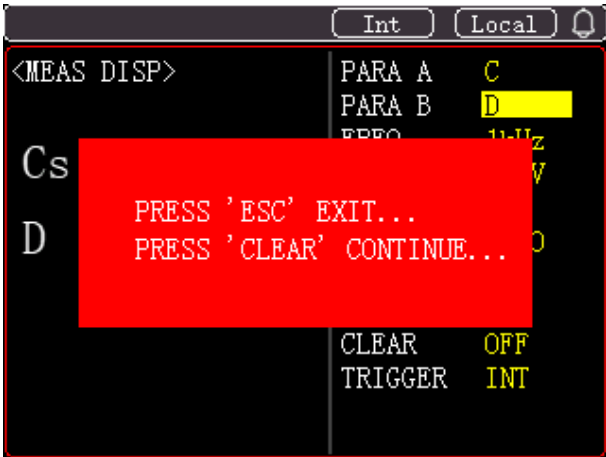 Int Local
<MEAS DISP>
PARA A C
PARA B D
Cs
D
PRESS 'ESC' EXIT...
PRESS 'CLEAR' CONTINUE...
CLEAR OFF
TRIGGER INT